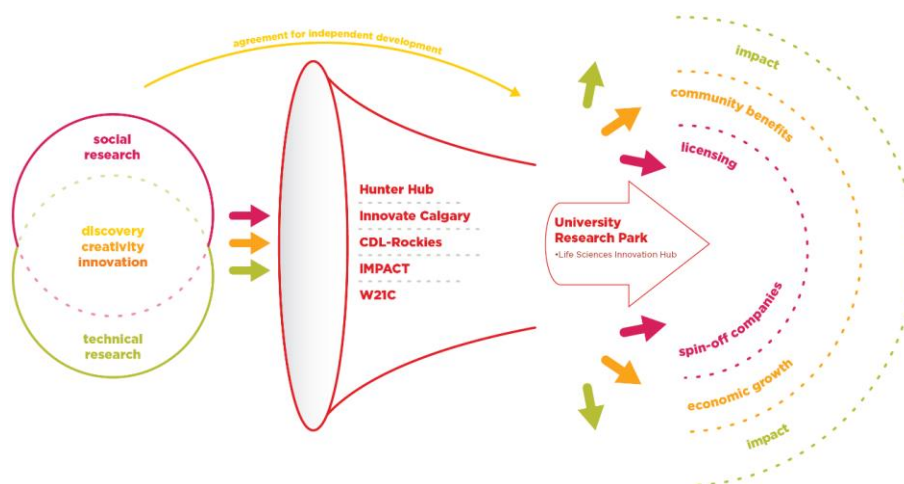 agreement for independent development
social
research
discovery
creativity
innovation
technical
research
Hunter Hub
Innovate Calgary
CDL-Rockies
IMPACT
W21C
University
Research Park
•Life Sciences Innovation Hub
impact
community benefits
licensing
spin-off companies
economic growth
impact